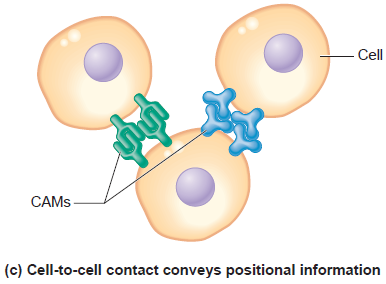 Cell
CAMs
(c) Cell-to-cell contact conveys positional information